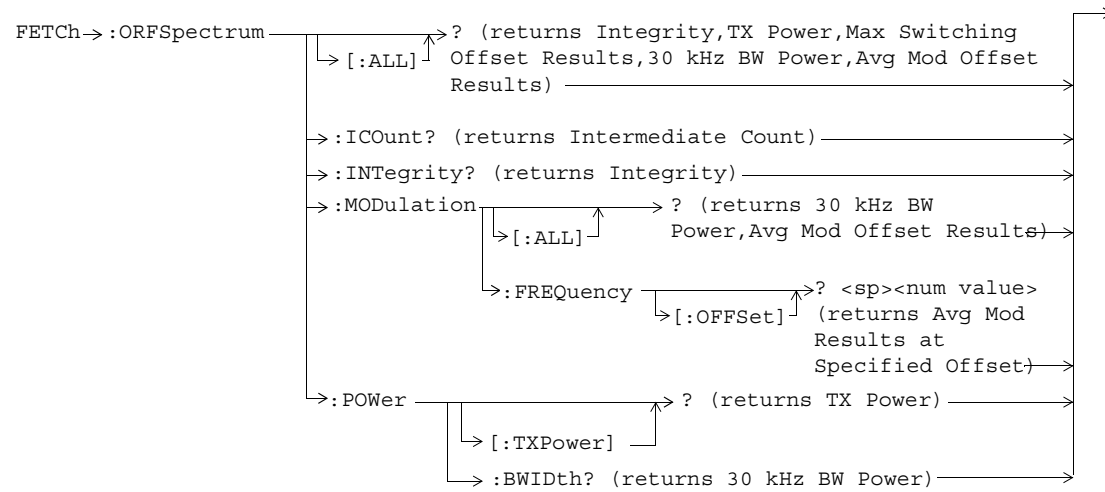 FETCh :ORFSpectrum ? (returns Integrity,TX Power,Max Switching
[:ALL] Offset Results,30 kHz BW Power,Avg Mod Offset
Results)
:ICOunt? (returns Intermediate Count)
:INTegrity? (returns Integrity)
:MODulation ? (returns 30 kHz BW
[:ALL] Power,Avg Mod Offset Results)
:FREQuency ? <sp><num value>
[:OFFSet] (returns Avg Mod
Results at
Specified Offset)
:POWer ? (returns TX Power)
[:TXPower]
:BWIDth? (returns 30 kHz BW Power)